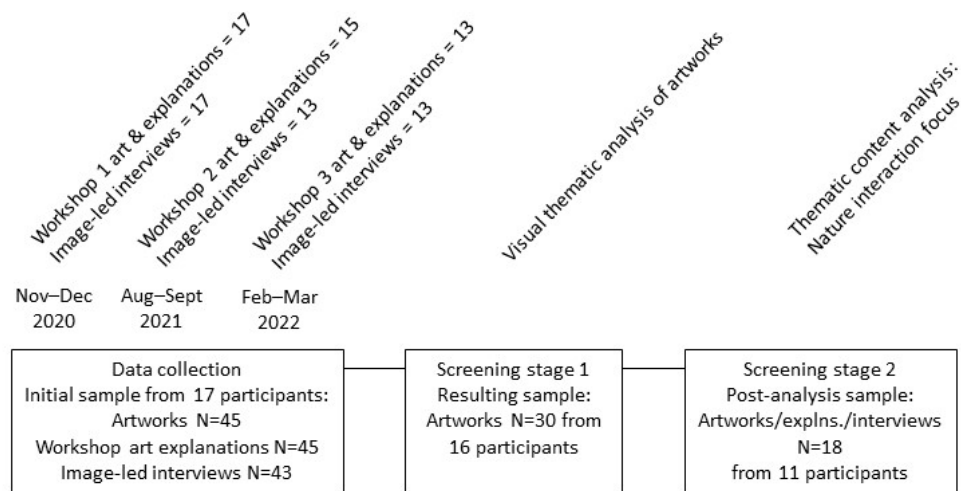 Workshop 1 art & explanations = 17
Image-led interviews = 17
Workshop 2 art & explanations = 15
Image-led interviews = 13
Workshop 3 art & explanations = 13
Image-led interviews = 13
Visual thematic analysis of artworks
Thematic content analysis:
Nature interaction focus
Nov–Dec
2020
Aug–Sept
2021
Feb–Mar
2022
Data collection
Initial sample from 17 participants:
Artworks N=45
Workshop art explanations N=45
Image-led interviews N=43
Screening stage 1
Resulting sample:
Artworks N=30 from
16 participants
Screening stage 2
Post-analysis sample:
Artworks/explns./interviews
N=18
from 11 participants